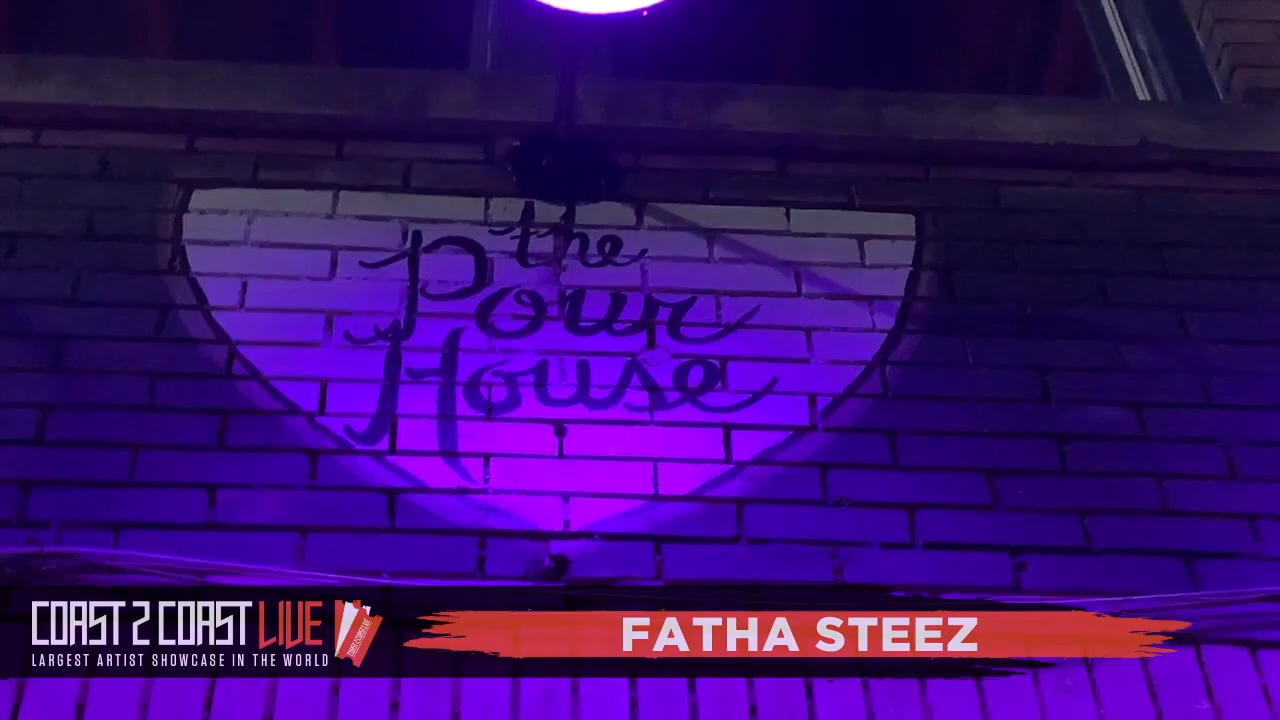 the
Pour
House
COAST 2 COAST LIVE
LARGEST ARTIST SHOWCASE IN THE WORLD
FATHA STEEZ